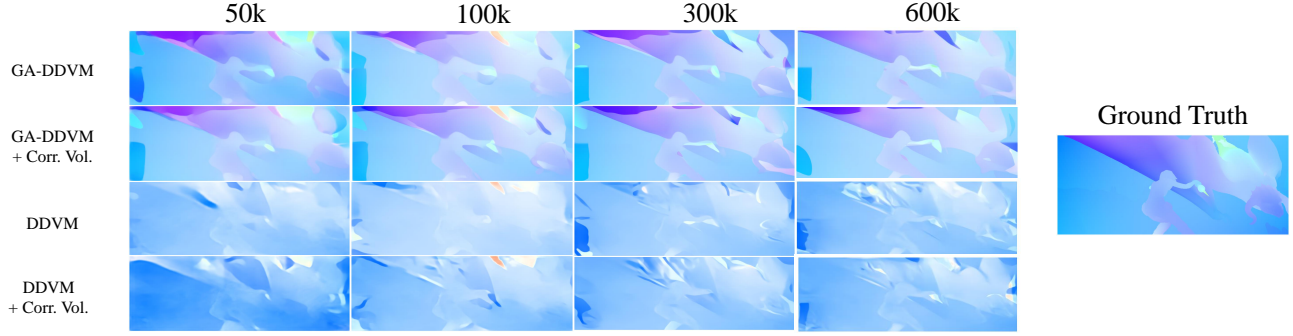 50k 100k 300k 600k
GA-DDVM
GA-DDVM
+ Corr. Vol.
DDVM
DDVM
+ Corr. Vol.
Ground Truth